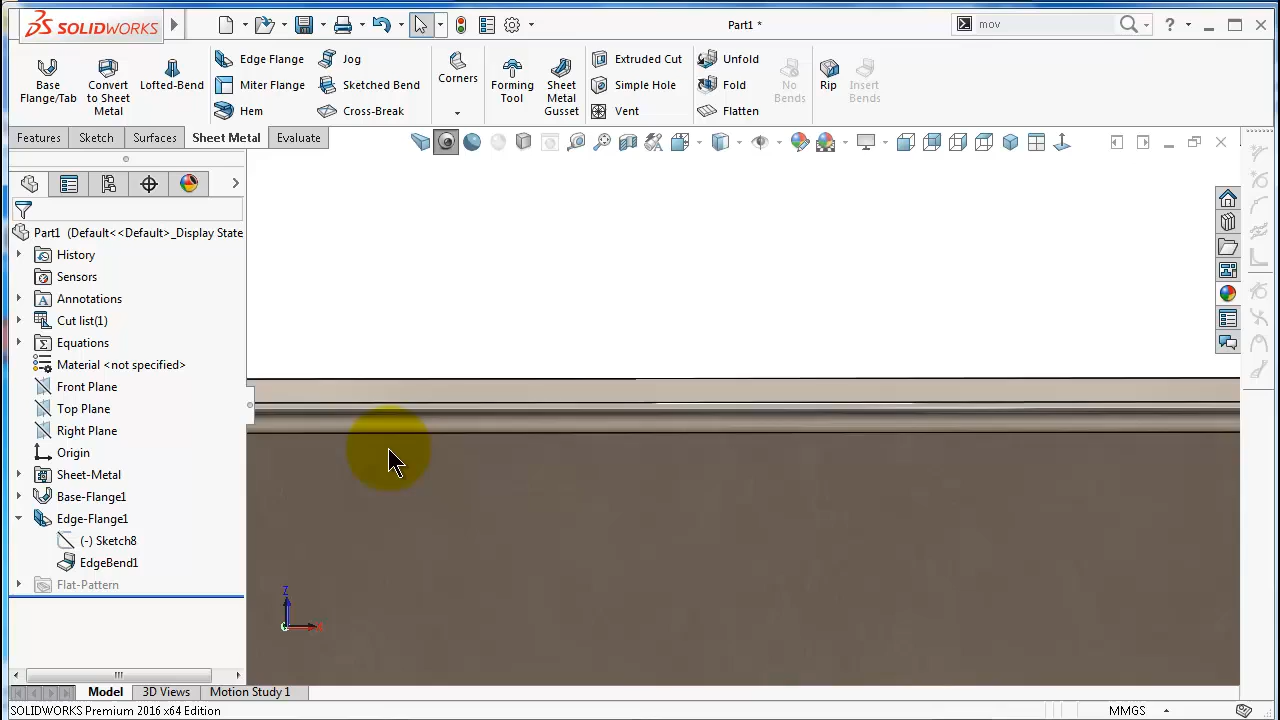 SOLIDWORKS
Part1 *
mov
?
Base Flange/Tab
Convert to Sheet Metal
Lofted-Bend
Edge Flange
Miter Flange
Hem
Jog
Sketched Bend
Cross-Break
Corners
Forming Tool
Sheet Metal Gusset
Extruded Cut
Simple Hole
Vent
Unfold
Fold
Flatten
No Bends
Rip
Insert Bends
Features Sketch Surfaces Sheet Metal Evaluate
Part1 (Default<<Default>_Display State
History
Sensors
Annotations
Cut list(1)
Equations
Material <not specified>
Front Plane
Top Plane
Right Plane
Origin
Sheet-Metal
Base-Flange1
Edge-Flange1
(-) Sketch8
EdgeBend1
Flat-Pattern
Z
X
Model 3D Views Motion Study 1
SOLIDWORKS Premium 2016 x64 Edition
MMGS